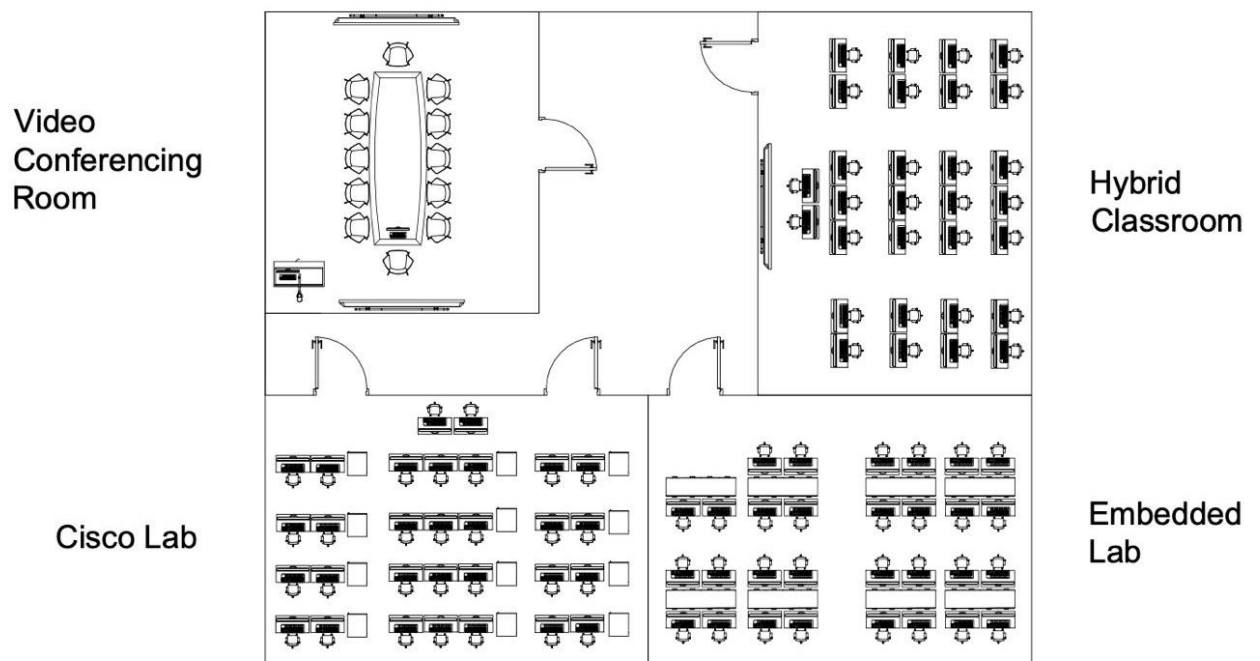 Video
Conferencing
Room
Hybrid
Classroom
Cisco Lab
Embedded
Lab